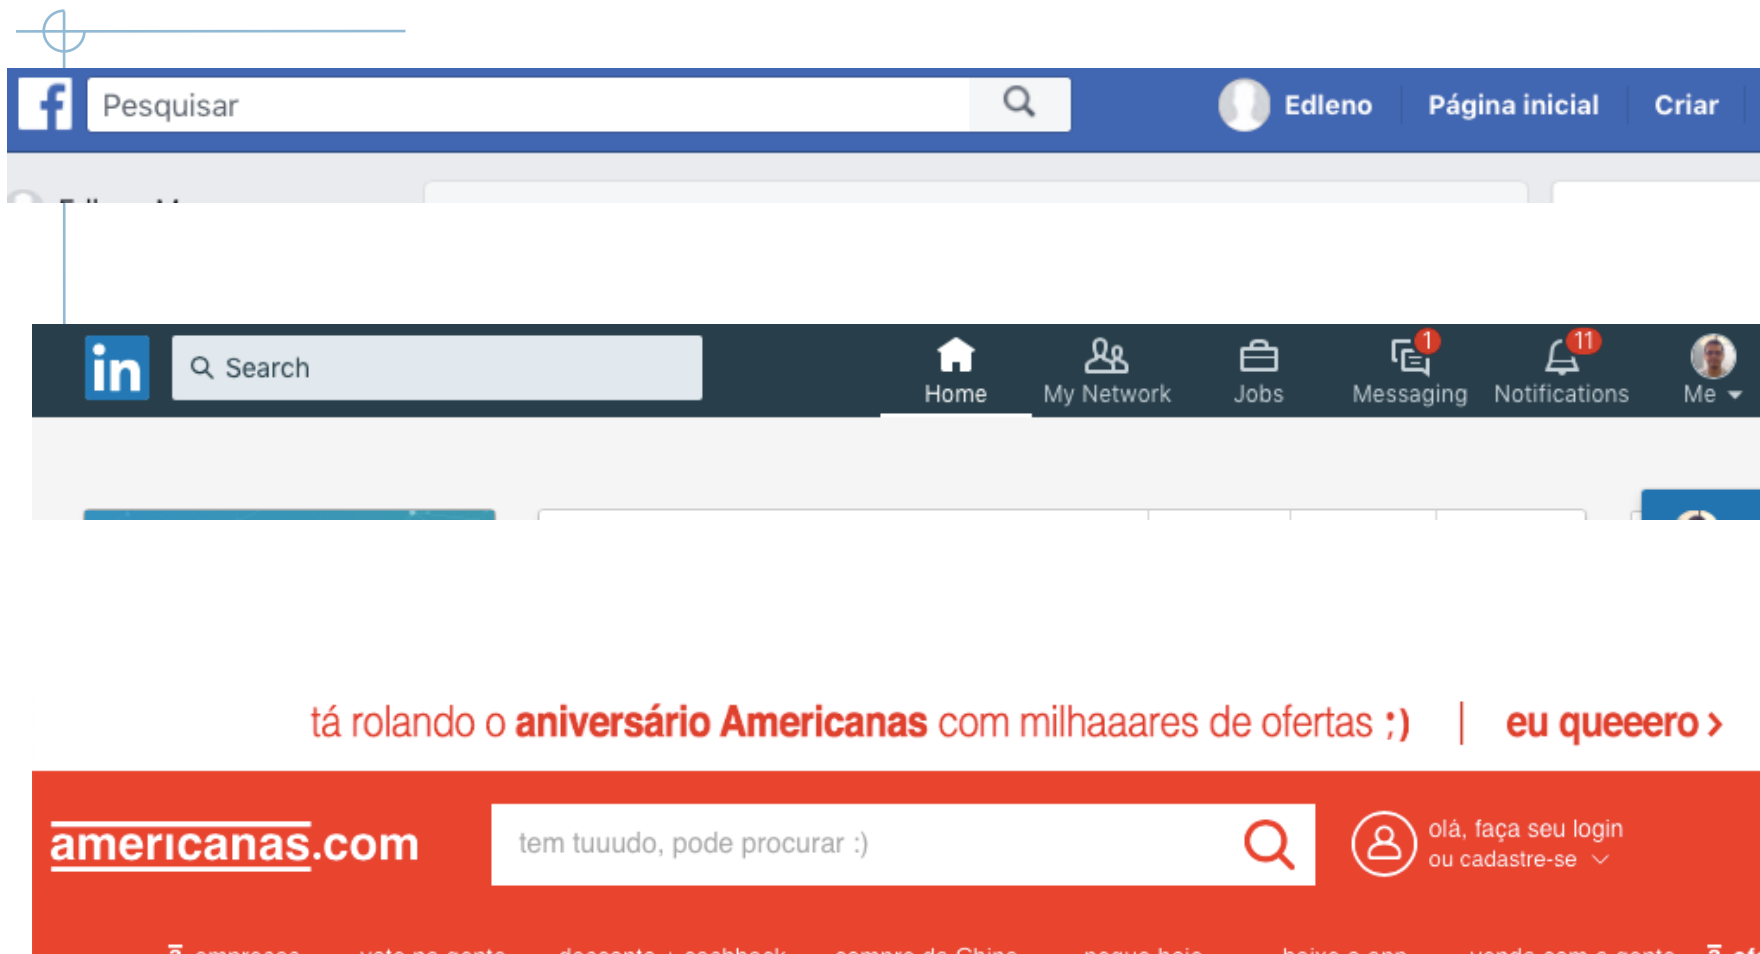 Pesquisar
Edleno Página inicial Criar
in Search
1 11
Home My Network Jobs Messaging Notifications Me
tá rolando o aniversário Americanas com milhaaares de ofertas ;) | eu queeero >
americanas.com
tem tuuudo, pode procurar :)
olá, faça seu login
ou cadastre-se